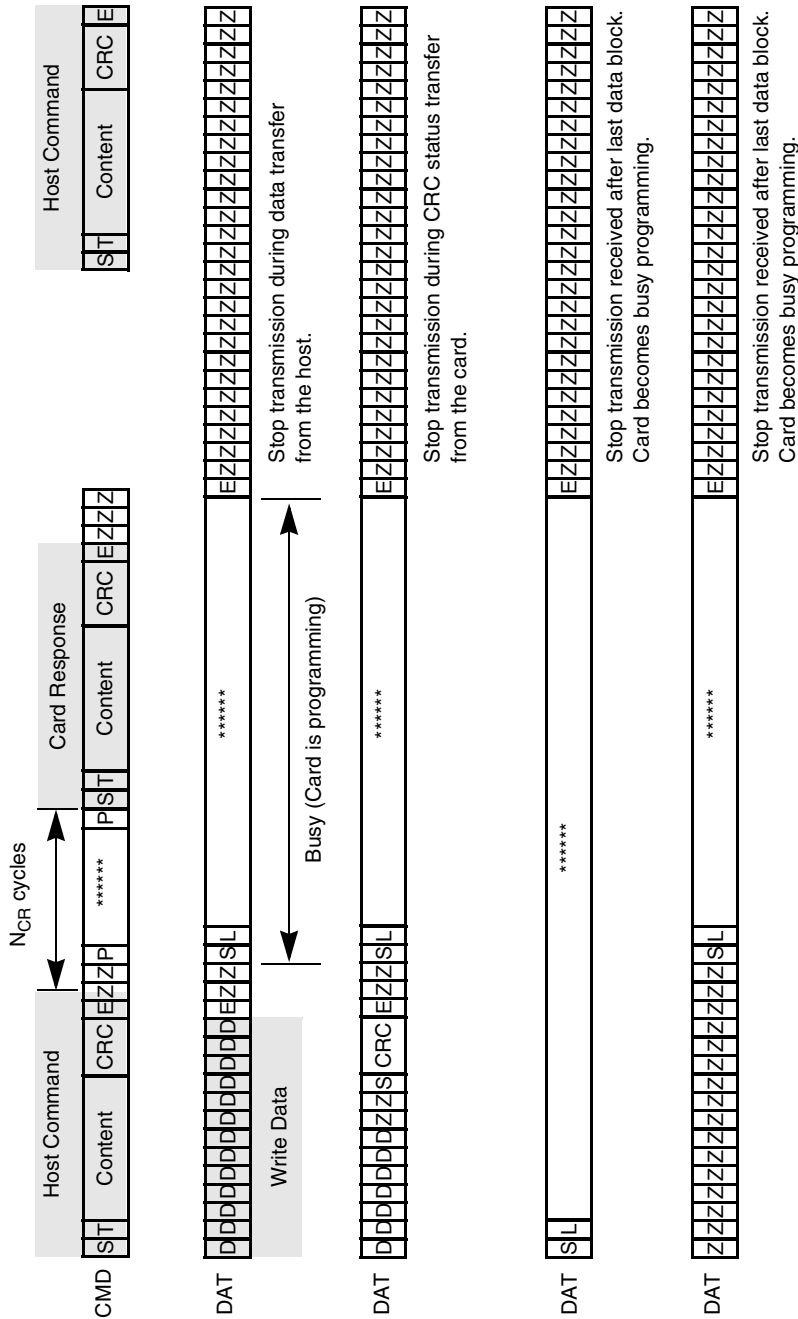 Host Command
N_CR cycles
Card Response
Host Command
CMD S T Content CRC E Z Z P ****** P S T Content CRC E Z Z Z S T Content CRC E
DAT D D D D D D D D D D D D D E Z Z S L ****** E Z Z Z Z Z Z Z Z Z Z Z Z Z Z Z Z Z Z Z Z Z Z Z Z Z Z
Write Data
Busy (Card is programming)
Stop transmission during data transfer
from the host.
DAT D D D D D D D Z Z S CRC E Z Z S L ****** E Z Z Z Z Z Z Z Z Z Z Z Z Z Z Z Z Z Z Z Z Z Z Z Z Z Z
Stop transmission during CRC status transfer
from the card.
DAT S L ****** E Z Z Z Z Z Z Z Z Z Z Z Z Z Z Z Z Z Z Z Z Z Z Z Z Z Z
Stop transmission received after last data block.
Card becomes busy programming.
DAT Z Z Z Z Z Z Z Z Z Z Z Z Z Z Z Z S L ****** E Z Z Z Z Z Z Z Z Z Z Z Z Z Z Z Z Z Z Z Z Z Z Z Z Z Z
Stop transmission received after last data block.
Card becomes busy programming.